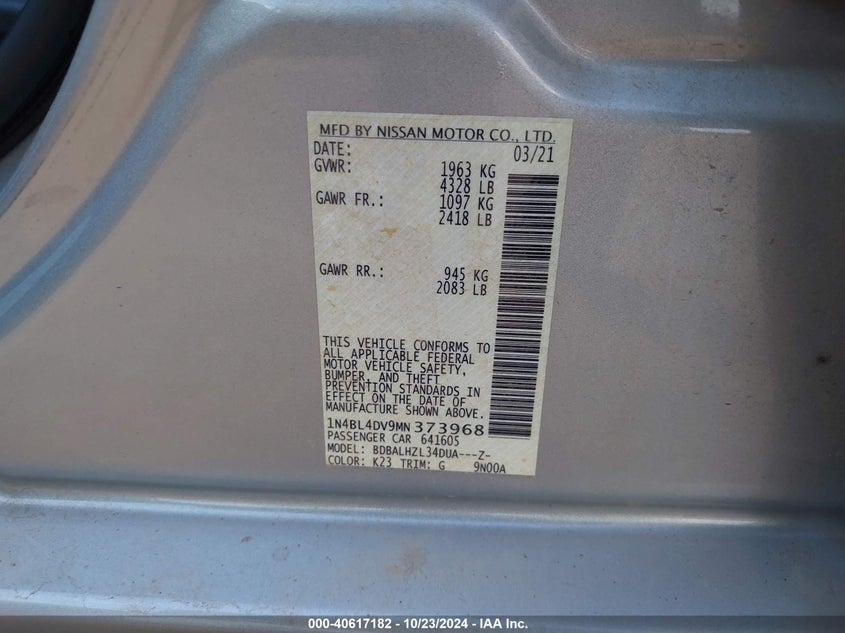 MFD BY NISSAN MOTOR CO., LTD.
DATE: 03/21
GVWR: 1963 KG
4328 LB
GAWR FR.: 1097 KG
2418 LB
GAWR RR.: 945 KG
2083 LB
THIS VEHICLE CONFORMS TO
ALL APPLICABLE FEDERAL
MOTOR VEHICLE SAFETY,
BUMPER, AND THEFT
PREVENTION STANDARDS IN
EFFECT ON THE DATE OF
MANUFACTURE SHOWN ABOVE.
1N4BL4DV9MN373968
PASSENGER CAR 641605
MODEL: BDBALHZL34DUA---Z-
COLOR: K23 TRIM: G 9N00A
000-40617182 - 10/23/2024 - IAA Inc.